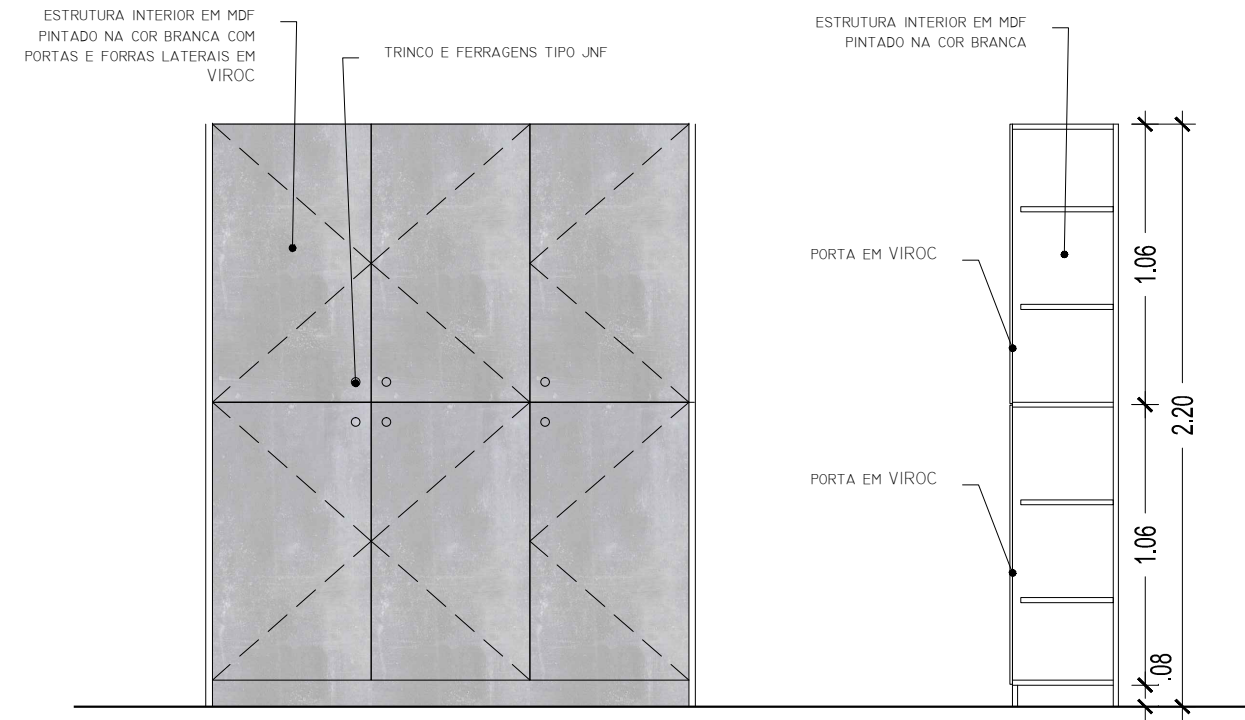 ESTRUTURA INTERIOR EM MDF
PINTADO NA COR BRANCA COM
PORTAS E FORRAS LATERAIS EM
VIROC
TRINCO E FERRAGENS TIPO JNF
ESTRUTURA INTERIOR EM MDF
PINTADO NA COR BRANCA
PORTA EM VIROC
1.06
2.20
PORTA EM VIROC
1.06
.08